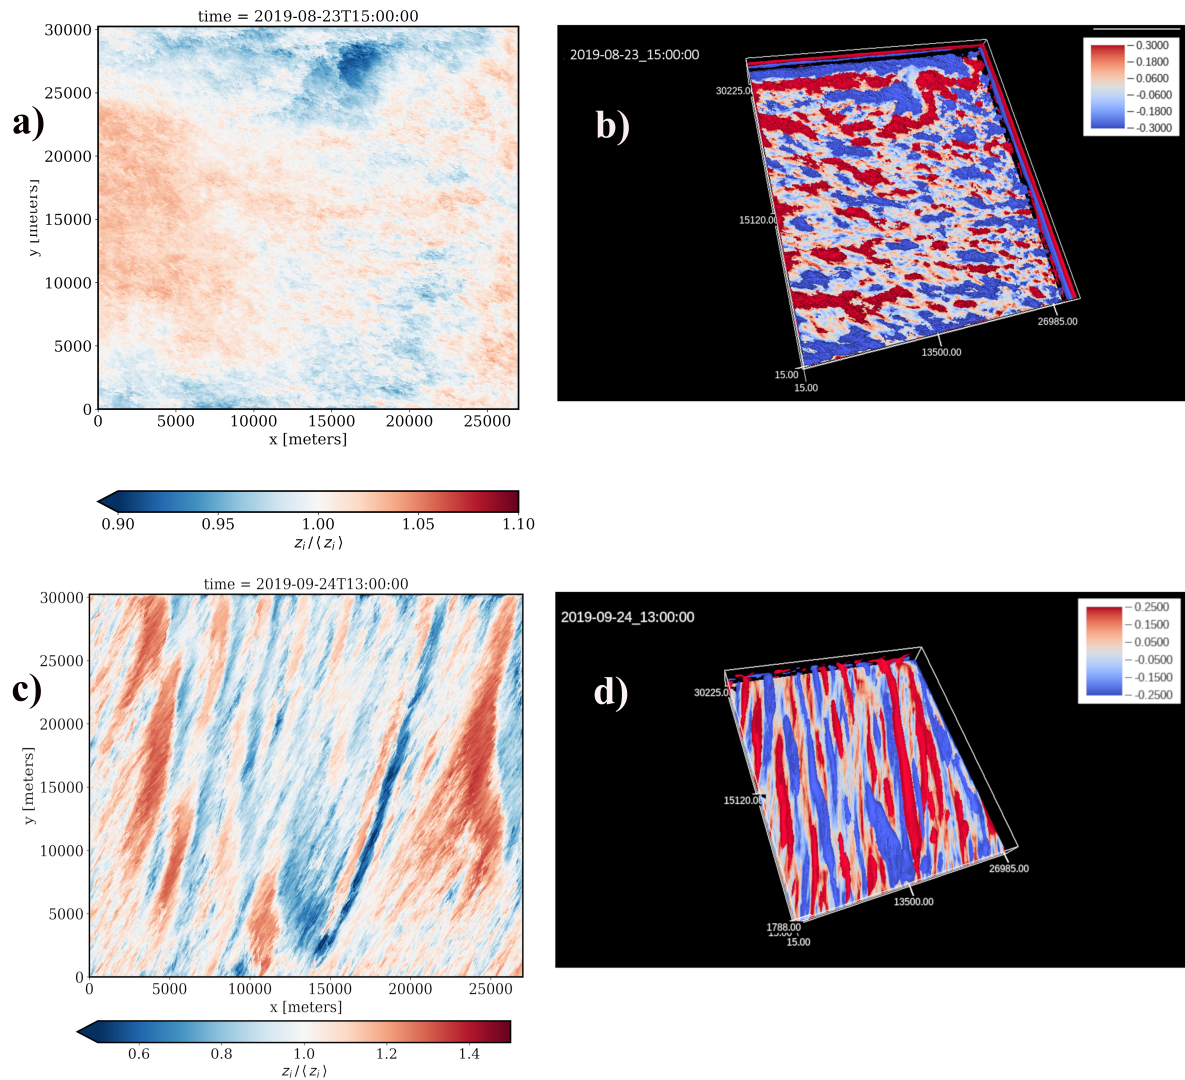 time = 2019-08-23T15:00:00
a)
y [meters]
30000
25000
20000
15000
10000
5000
0
0 5000 10000 15000 20000 25000
x [meters]
0.90 0.95 1.00 1.05 1.10
z_i/⟨z_i⟩
2019-08-23_15:00:00
b)
0.3000
0.1800
0.0600
-0.0600
-0.1800
-0.3000
30225.0
15120.00
15.00
15.00
13500.00
26985.00
time = 2019-09-24T13:00:00
c)
y [meters]
30000
25000
20000
15000
10000
5000
0
0 5000 10000 15000 20000 25000
x [meters]
0.6 0.8 1.0 1.2 1.4
z_i/⟨z_i⟩
2019-09-24_13:00:00
d)
0.2500
0.1500
0.0500
-0.0500
-0.1500
-0.2500
30225.0
15120.00
1788.00
15.00
13500.00
26985.00